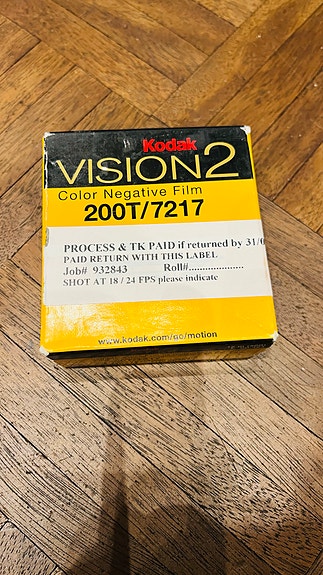 Kodak
VISION2
Color Negative Film
200T/7217
PROCESS & TK PAID if returned by 31/0
PAID RETURN WITH THIS LABEL
Job# 932843 Roll#....................
SHOT AT 18 / 24 FPS please indicate
www.kodak.com/go/motion